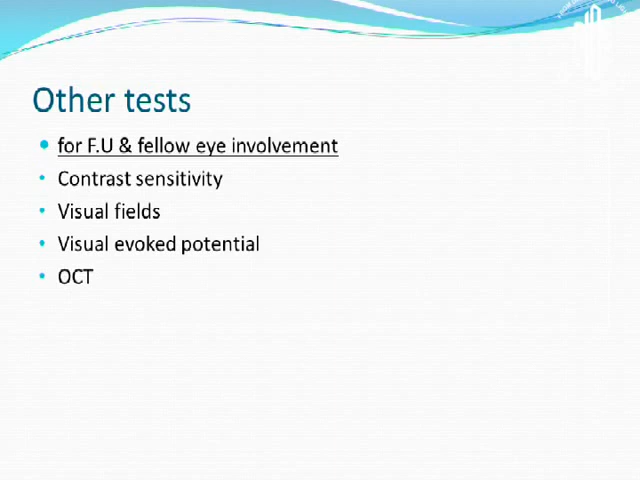 Other tests
for F.U & fellow eye involvement
Contrast sensitivity
Visual fields
Visual evoked potential
OCT